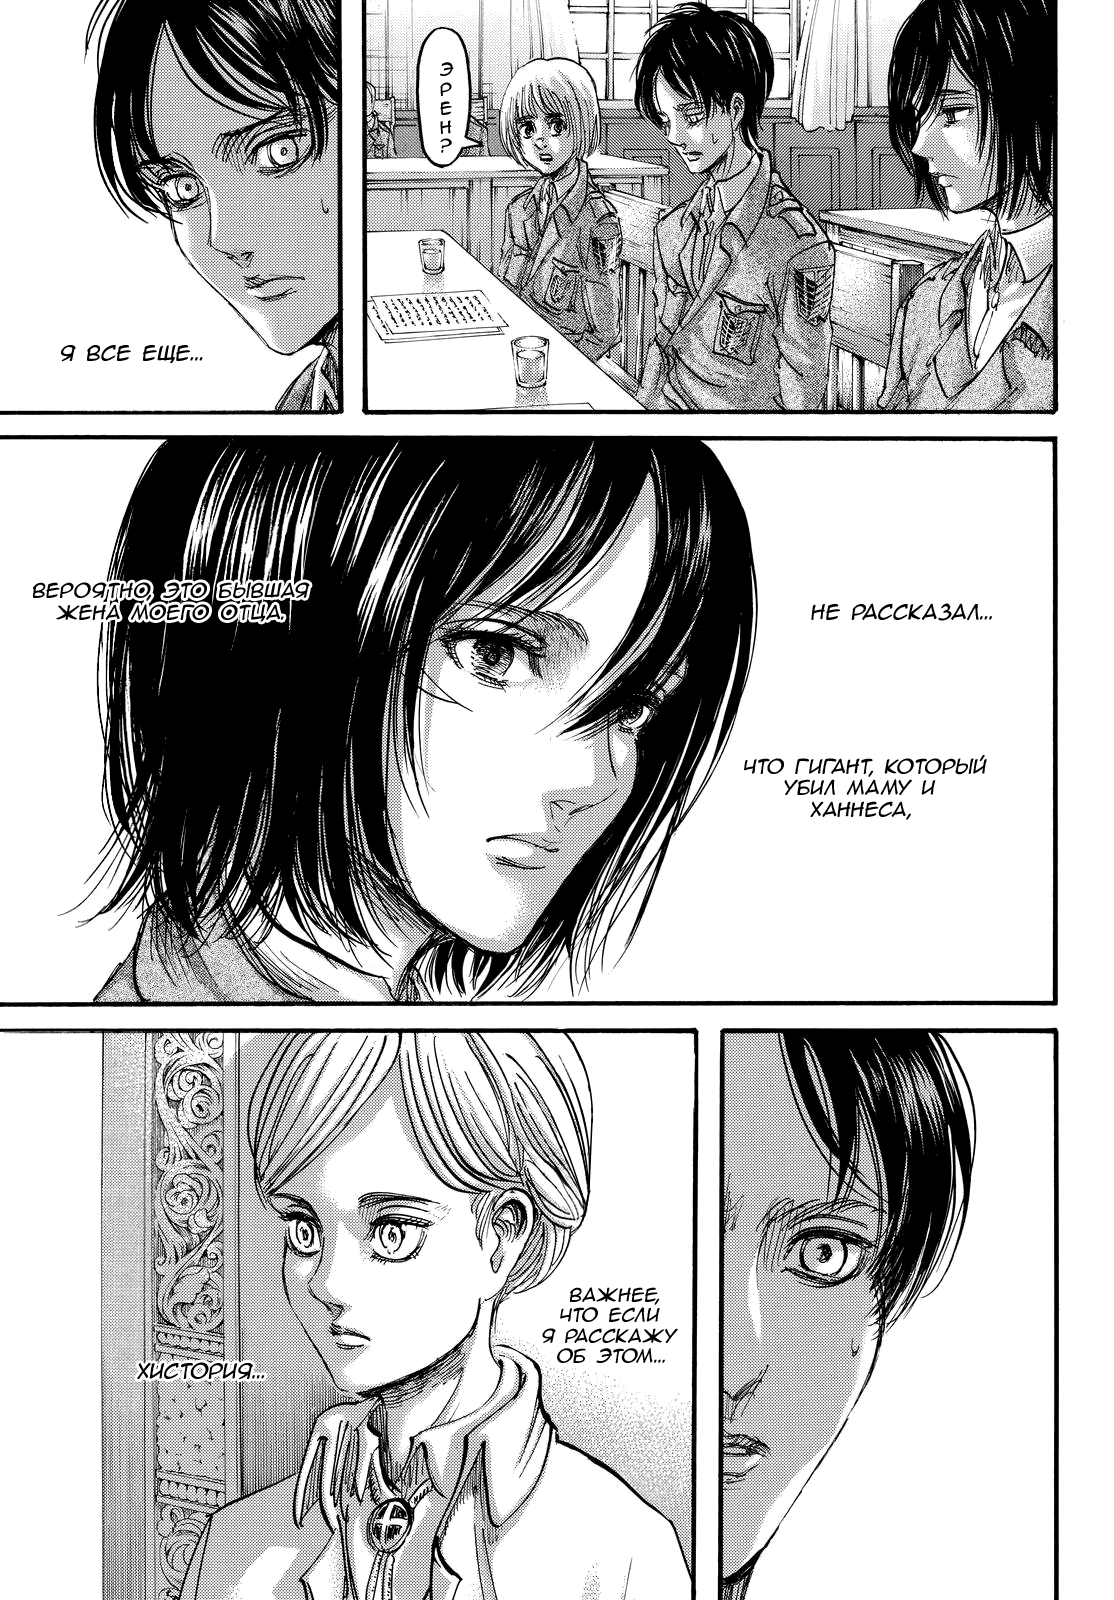 ЭРЕН?
Я ВСЕ ЕЩЕ...
НЕ РАССКАЗАЛ...
ЧТО ГИГАНТ, КОТОРЫЙ
УБИЛ МАМУ И
ХАННЕСА,
ВЕРОЯТНО, ЭТО БЫВШАЯ
ЖЕНА МОЕГО ОТЦА.
ВАЖНЕЕ,
ЧТО ЕСЛИ
Я РАССКАЖУ
ОБ ЭТОМ...
ХИСТОРИЯ...